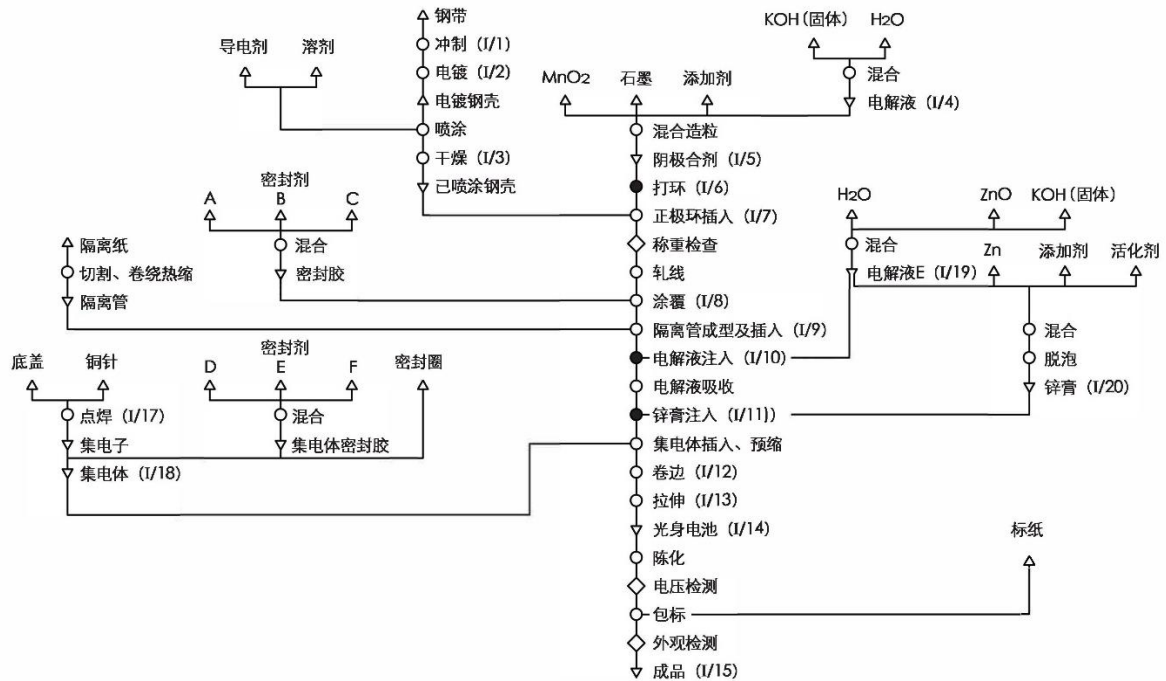 钢带
冲制 (I/1)
电镀 (I/2)
电镀钢壳
喷涂
干燥 (I/3)
已喷涂钢壳
导电剂
溶剂
KOH(固体)
H2O
混合
电解液 (I/4)
MnO2
石墨
添加剂
混合造粒
阴极合剂 (I/5)
打环 (I/6)
正极环插入 (I/7)
称重检查
轧线
涂覆 (I/8)
隔离管成型及插入 (I/9)
电解液注入 (I/10)
电解液吸收
锌膏注入 (I/11))
集电体插入、预缩
卷边 (I/12)
拉伸 (I/13)
光身电池 (I/14)
陈化
电压检测
包标
外观检测
成品 (I/15)
密封剂
A
B
C
混合
密封胶
隔离纸
切割、卷绕热缩
隔离管
底盖
铜针
点焊 (I/17)
集电子
集电体 (I/18)
密封剂
D
E
F
混合
集电体密封胶
密封圈
H2O
ZnO
KOH(固体)
混合
电解液E (I/19)
Zn
添加剂
活化剂
混合
脱泡
锌膏 (I/20)
标纸